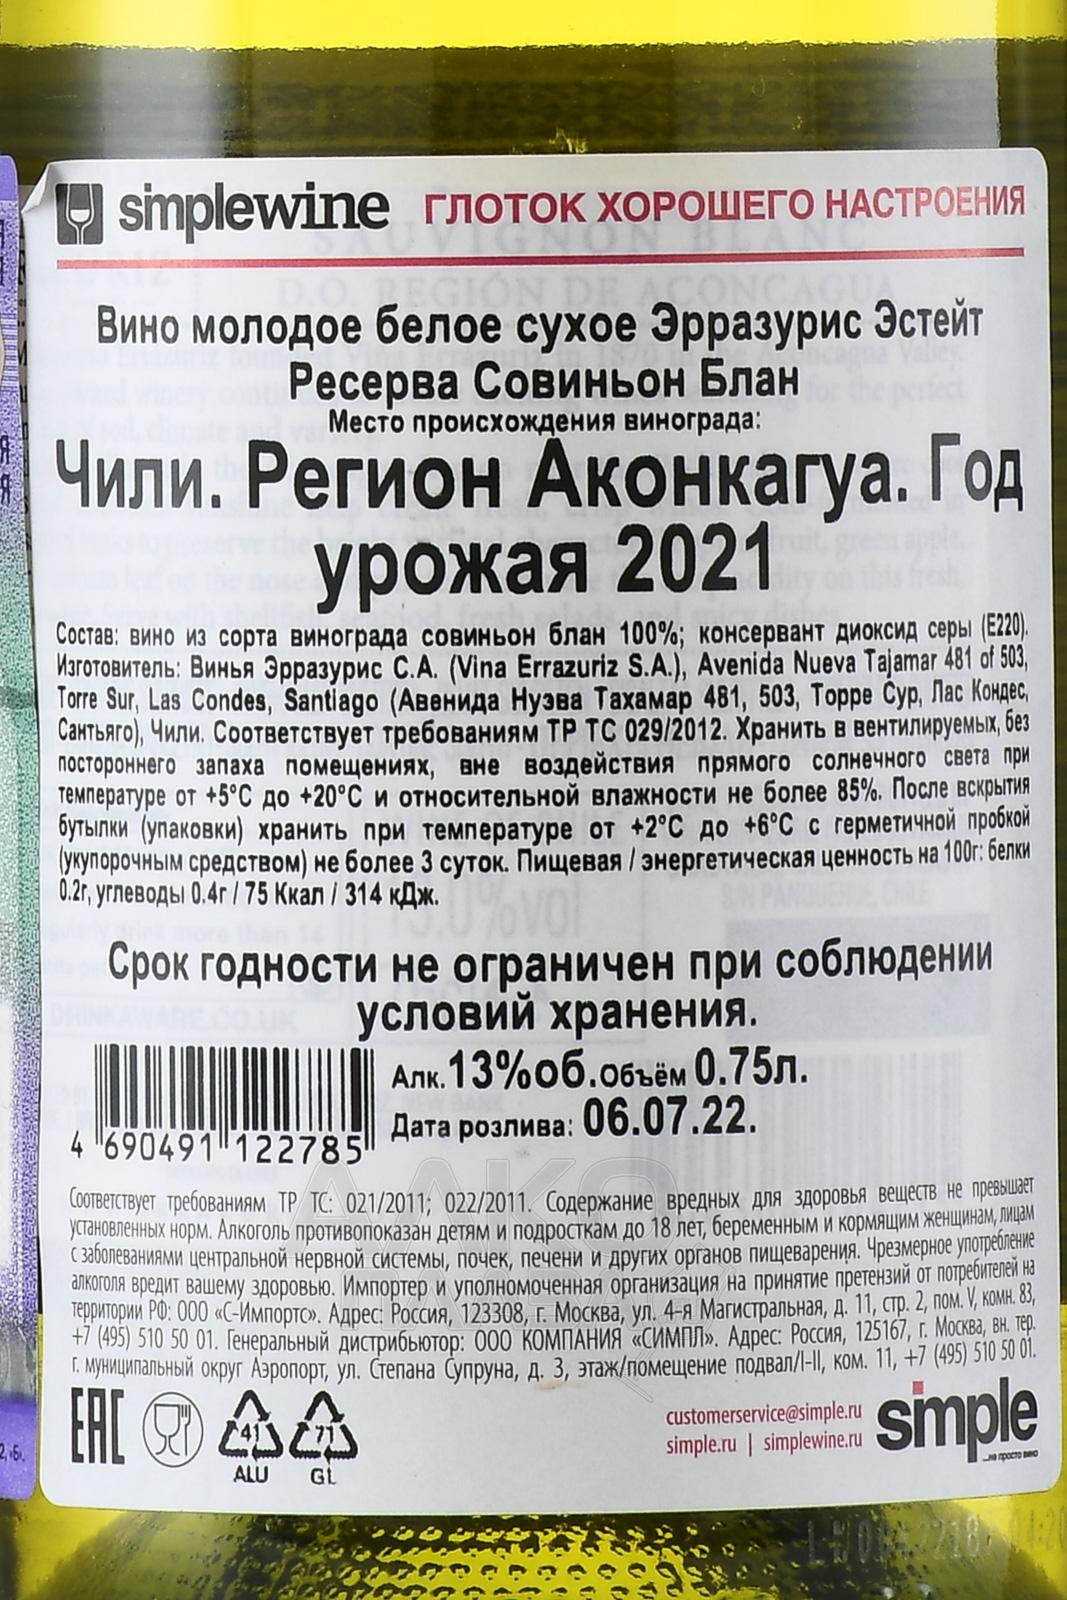 simplewine ГЛОТОК ХОРОШЕГО НАСТРОЕНИЯ
SAUVIGNON BLANC
D.O. REGIÓN DE ACONCAGUA
Вино молодое белое сухое Эрразурис Эстейт
Ресерва Совиньон Блан
Место происхождения винограда:
Чили. Регион Аконкагуа. Год
урожая 2021
Состав: вино из сорта винограда совиньон блан 100%; консервант диоксид серы (Е220).
Изготовитель: Винья Эрразурис С.А. (Vina Errazuriz S.A.), Avenida Nueva Tajamar 481 of 503,
Torre Sur, Las Condes, Santiago (Авенида Нуэва Тахамар 481, 503, Торре Сур, Лас Кондес,
Сантьяго), Чили. Соответствует требованиям ТР ТС 029/2012. Хранить в вентилируемых, без
постороннего запаха помещениях, вне воздействия прямого солнечного света при
температуре от +5°С до +20°С и относительной влажности не более 85%. После вскрытия
бутылки (упаковки) хранить при температуре от +2°С до +6°С с герметичной пробкой
(укупорочным средством) не более 3 суток. Пищевая / энергетическая ценность на 100г: белки
0.2г, углеводы 0.4г / 75 Ккал / 314 кДж.
Срок годности не ограничен при соблюдении
условий хранения.
Алк. 13%об. Объём 0.75л.
Дата розлива: 06.07.22.
4 690491 122785
Соответствует требованиям ТР ТС: 021/2011; 022/2011. Содержание вредных для здоровья веществ не превышает
установленных норм. Алкоголь противопоказан детям и подросткам до 18 лет, беременным и кормящим женщинам, лицам
с заболеваниями центральной нервной системы, почек, печени и других органов пищеварения. Чрезмерное употребление
алкоголя вредит вашему здоровью. Импортер и уполномоченная организация на принятие претензий от потребителей на
территории РФ: ООО «С-Импортс». Адрес: Россия, 123308, г. Москва, ул. 4-я Магистральная, д. 11, стр. 2, пом. V, комн. 83,
+7 (495) 510 50 01. Генеральный дистрибьютор: ООО КОМПАНИЯ «СИМПЛ». Адрес: Россия, 125167, г. Москва, вн. тер.
г. муниципальный округ Аэропорт, ул. Степана Супруна, д. 3, этаж/помещение подвал/I-II, ком. 11, +7 (495) 510 50 01.
EAC 41 ALU 71 GL
customerservice@simple.ru
simple.ru | simplewine.ru
simple
...не просто вино